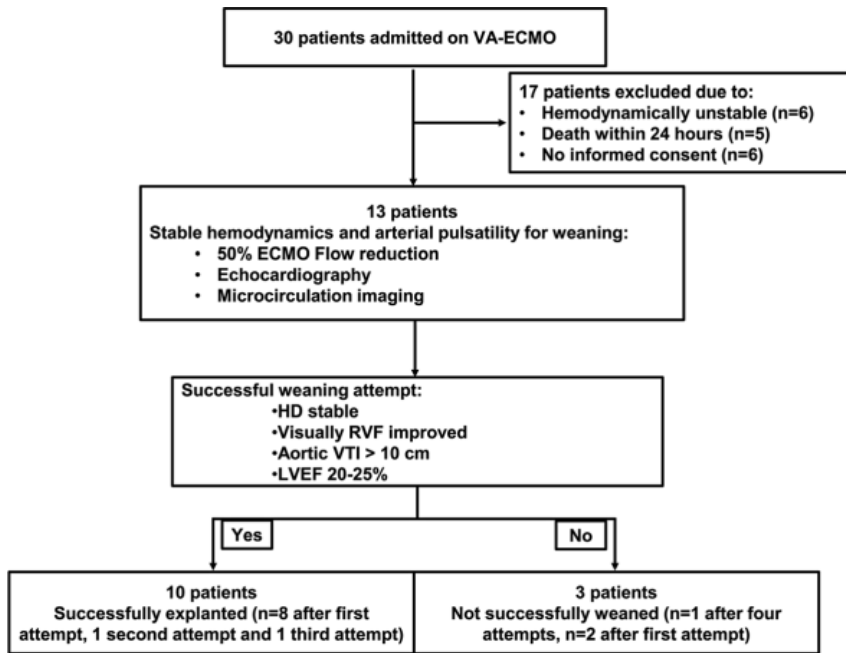 30 patients admitted on VA-ECMO
17 patients excluded due to:
• Hemodynamically unstable (n=6)
• Death within 24 hours (n=5)
• No informed consent (n=6)
13 patients
Stable hemodynamics and arterial pulsatility for weaning:
• 50% ECMO Flow reduction
• Echocardiography
• Microcirculation imaging
Successful weaning attempt:
•HD stable
•Visually RVF improved
•Aortic VTI > 10 cm
•LVEF 20-25%
Yes
No
10 patients
Successfully explanted (n=8 after first
attempt, 1 second attempt and 1 third attempt)
3 patients
Not successfully weaned (n=1 after four
attempts, n=2 after first attempt)